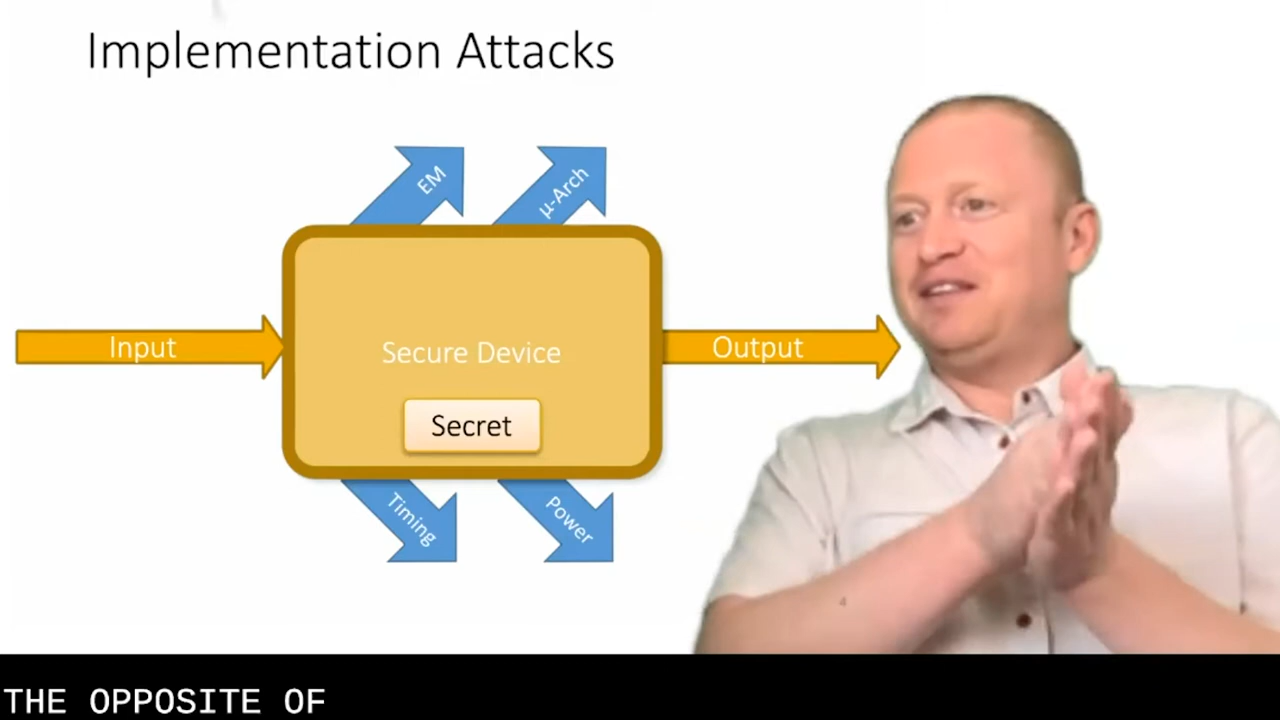 Implementation Attacks
EM
μ-Arch
Input
Secure Device
Output
Secret
Timing
Power
THE OPPOSITE OF